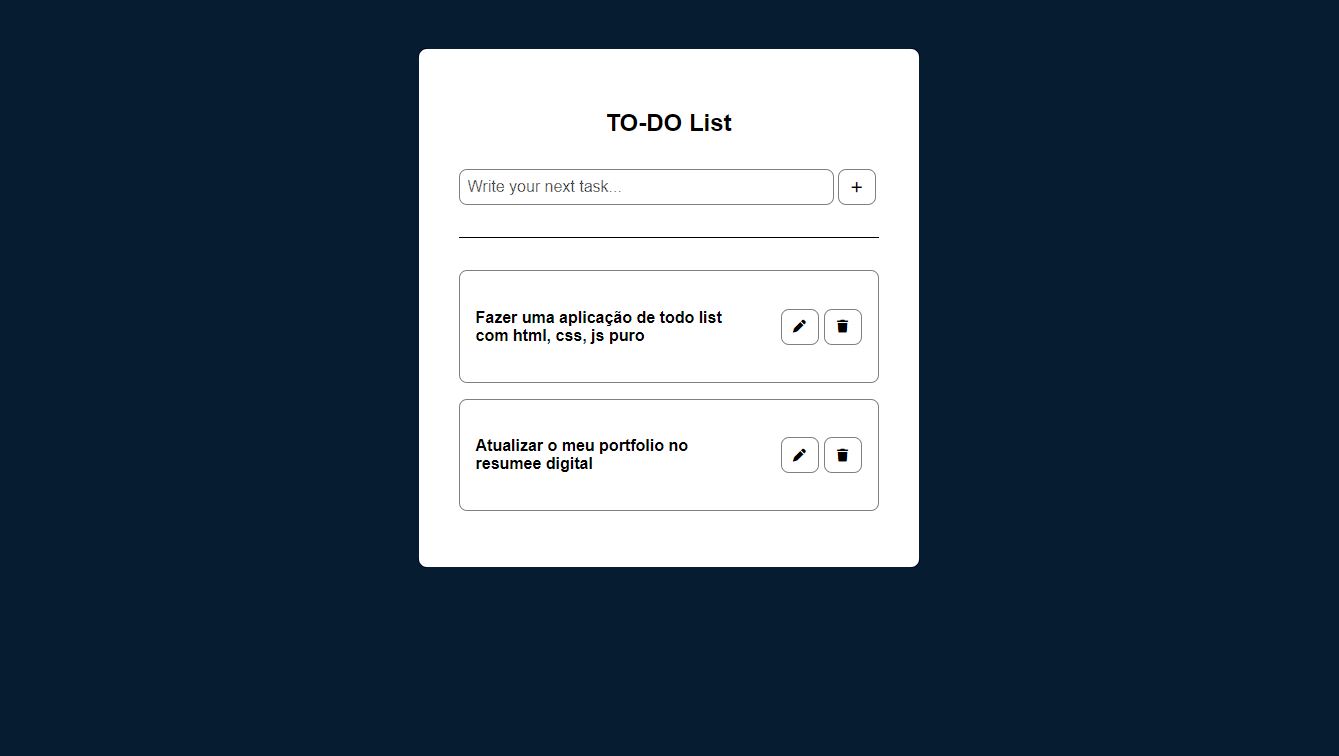 TO-DO List
Write your next task...
+
Fazer uma aplicação de todo list
com html, css, js puro
Atualizar o meu portfolio no
resumee digital